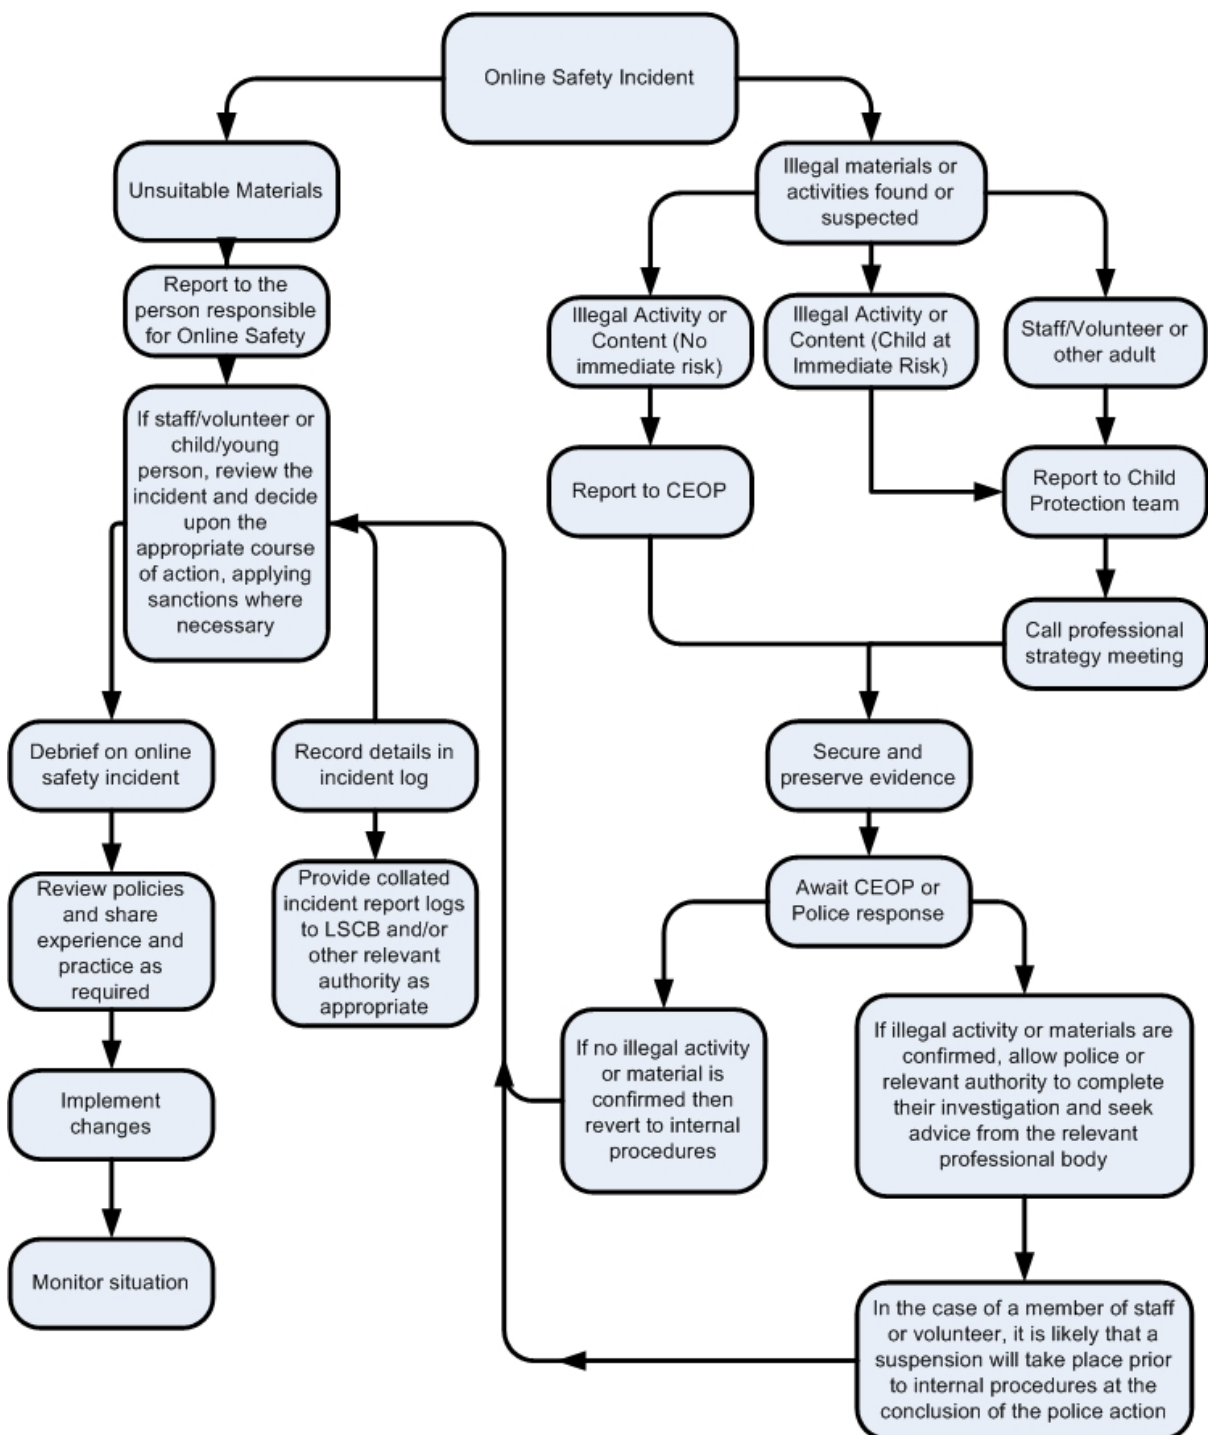 Online Safety Incident
Unsuitable Materials
Illegal materials or
activities found or
suspected
Report to the
person responsible
for Online Safety
Illegal Activity or
Content (No
immediate risk)
Illegal Activity or
Content (Child at
Immediate Risk)
Staff/Volunteer or
other adult
If staff/volunteer or
child/young
person, review the
incident and decide
upon the
appropriate course
of action, applying
sanctions where
necessary
Report to CEOP
Report to Child
Protection team
Call professional
strategy meeting
Debrief on online
safety incident
Record details in
incident log
Secure and
preserve evidence
Review policies
and share
experience and
practice as
required
Provide collated
incident report logs
to LSCB and/or
other relevant
authority as
appropriate
Await CEOP or
Police response
If no illegal activity
or material is
confirmed then
revert to internal
procedures
If illegal activity or materials are
confirmed, allow police or
relevant authority to complete
their investigation and seek
advice from the relevant
professional body
Implement
changes
Monitor situation
In the case of a member of staff
or volunteer, it is likely that a
suspension will take place prior
to internal procedures at the
conclusion of the police action